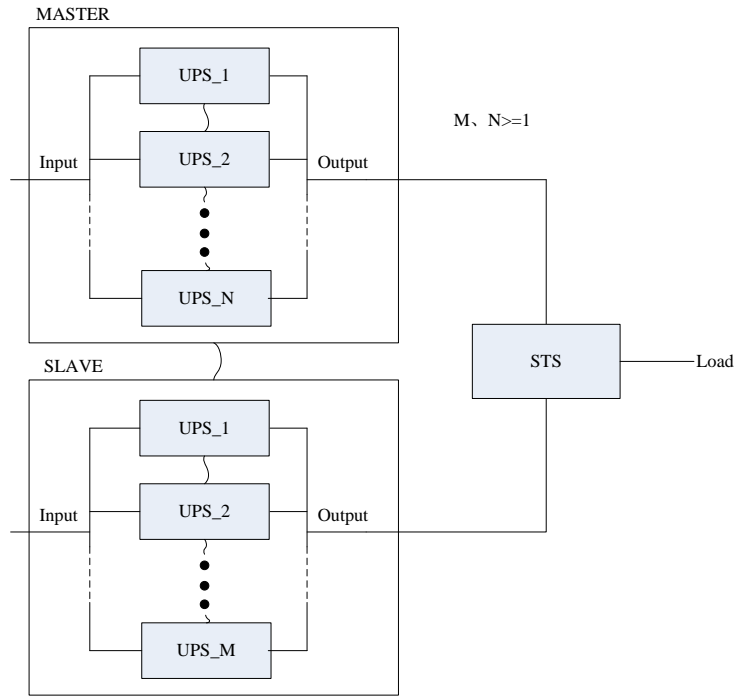 MASTER
UPS_1
M、N>=1
Input
UPS_2
Output
UPS_N
SLAVE
STS
Load
UPS_1
Input
UPS_2
Output
UPS_M